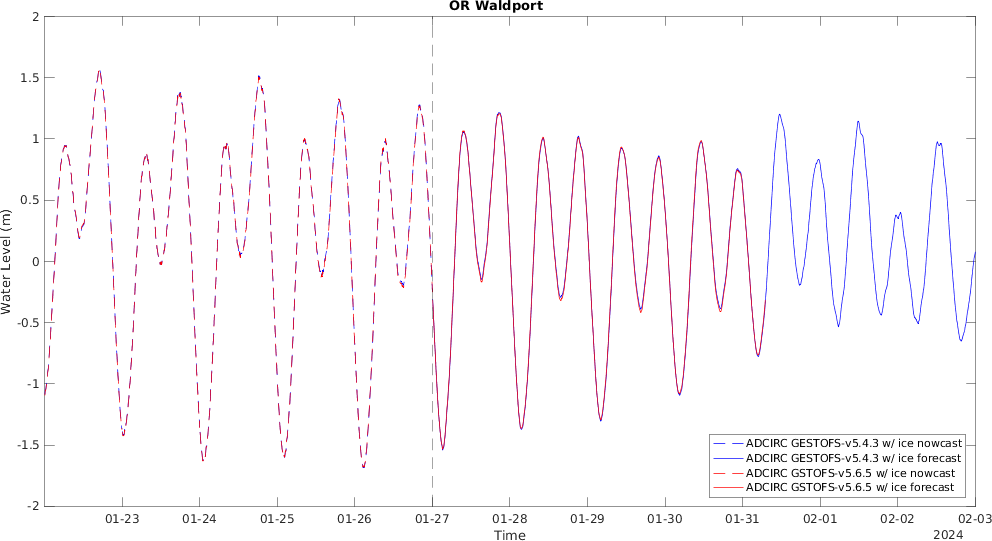 OR Waldport
2
1.5
1
0.5
0
-0.5
-1
-1.5
-2
Water Level (m)
01-23 01-24 01-25 01-26 01-27 01-28 01-29 01-30 01-31 02-01 02-02 02-03
Time
2024
ADCIRC GESTOFS-v5.4.3 w/ ice nowcast
ADCIRC GESTOFS-v5.4.3 w/ ice forecast
ADCIRC GSTOFS-v5.6.5 w/ ice nowcast
ADCIRC GSTOFS-v5.6.5 w/ ice forecast